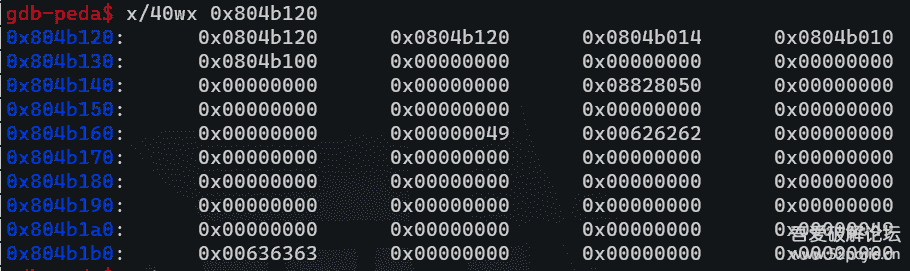 gdb-peda$ x/40wx 0x804b120
0x804b120: 0x0804b120 0x0804b120 0x0804b014 0x0804b010
0x804b130: 0x0804b100 0x00000000 0x00000000 0x00000000
0x804b140: 0x00000000 0x00000000 0x08828050 0x00000000
0x804b150: 0x00000000 0x00000000 0x00000000 0x00000000
0x804b160: 0x00000000 0x00000049 0x00626262 0x00000000
0x804b170: 0x00000000 0x00000000 0x00000000 0x00000000
0x804b180: 0x00000000 0x00000000 0x00000000 0x00000000
0x804b190: 0x00000000 0x00000000 0x00000000 0x00000000
0x804b1a0: 0x00000000 0x00000000 0x00000000
0x804b1b0: 0x00636363 0x00000000 0x00000000
吾爱破解论坛
www.52pojie.cn